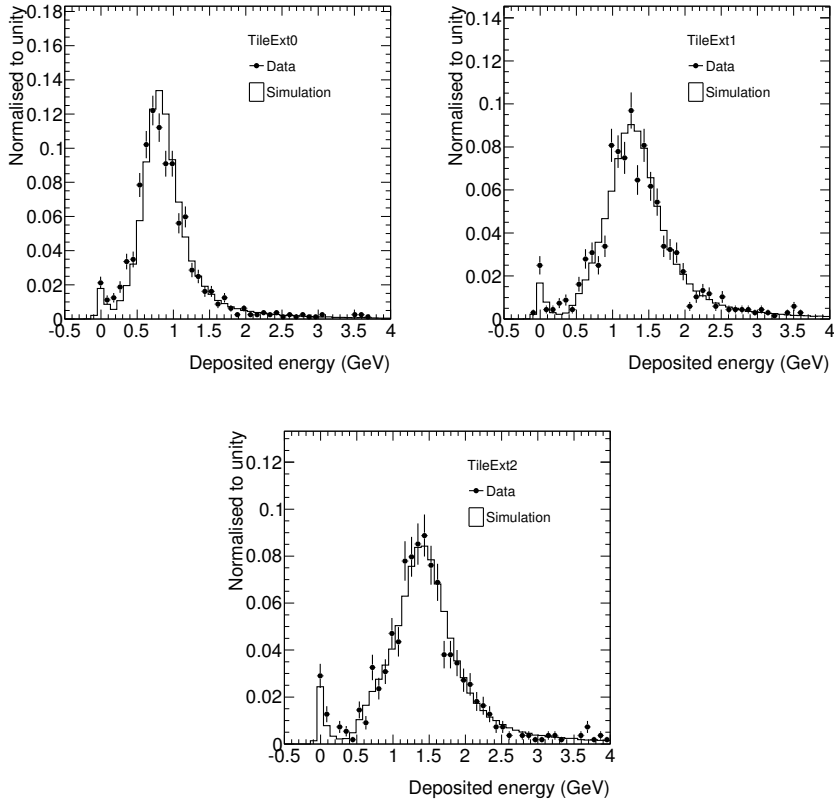 Normalised to unity
0.18
0.16
0.14
0.12
0.1
0.08
0.06
0.04
0.02
0
TileExt0
Data
Simulation
-0.5 0 0.5 1 1.5 2 2.5 3 3.5 4
Deposited energy (GeV)
Normalised to unity
0.14
0.12
0.1
0.08
0.06
0.04
0.02
0
TileExt1
Data
Simulation
-0.5 0 0.5 1 1.5 2 2.5 3 3.5 4
Deposited energy (GeV)
Normalised to unity
0.12
0.1
0.08
0.06
0.04
0.02
0
TileExt2
Data
Simulation
-0.5 0 0.5 1 1.5 2 2.5 3 3.5 4
Deposited energy (GeV)